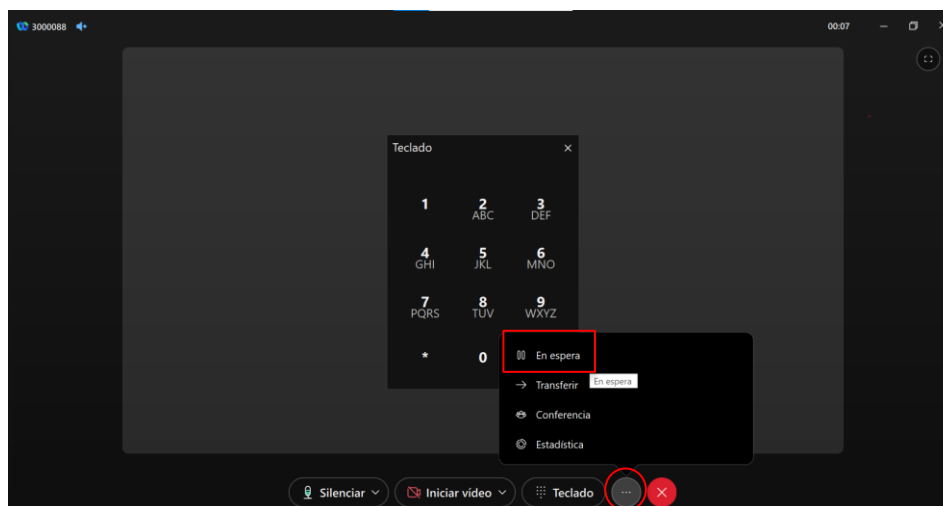 3000088
00:07
Teclado
1
2
ABC
3
DEF
4
GHI
5
JKL
6
MNO
7
PQRS
8
TUV
9
WXYZ
*
0
En espera
Transferir
En espera
Conferencia
Estadística
Silenciar
Iniciar vídeo
Teclado